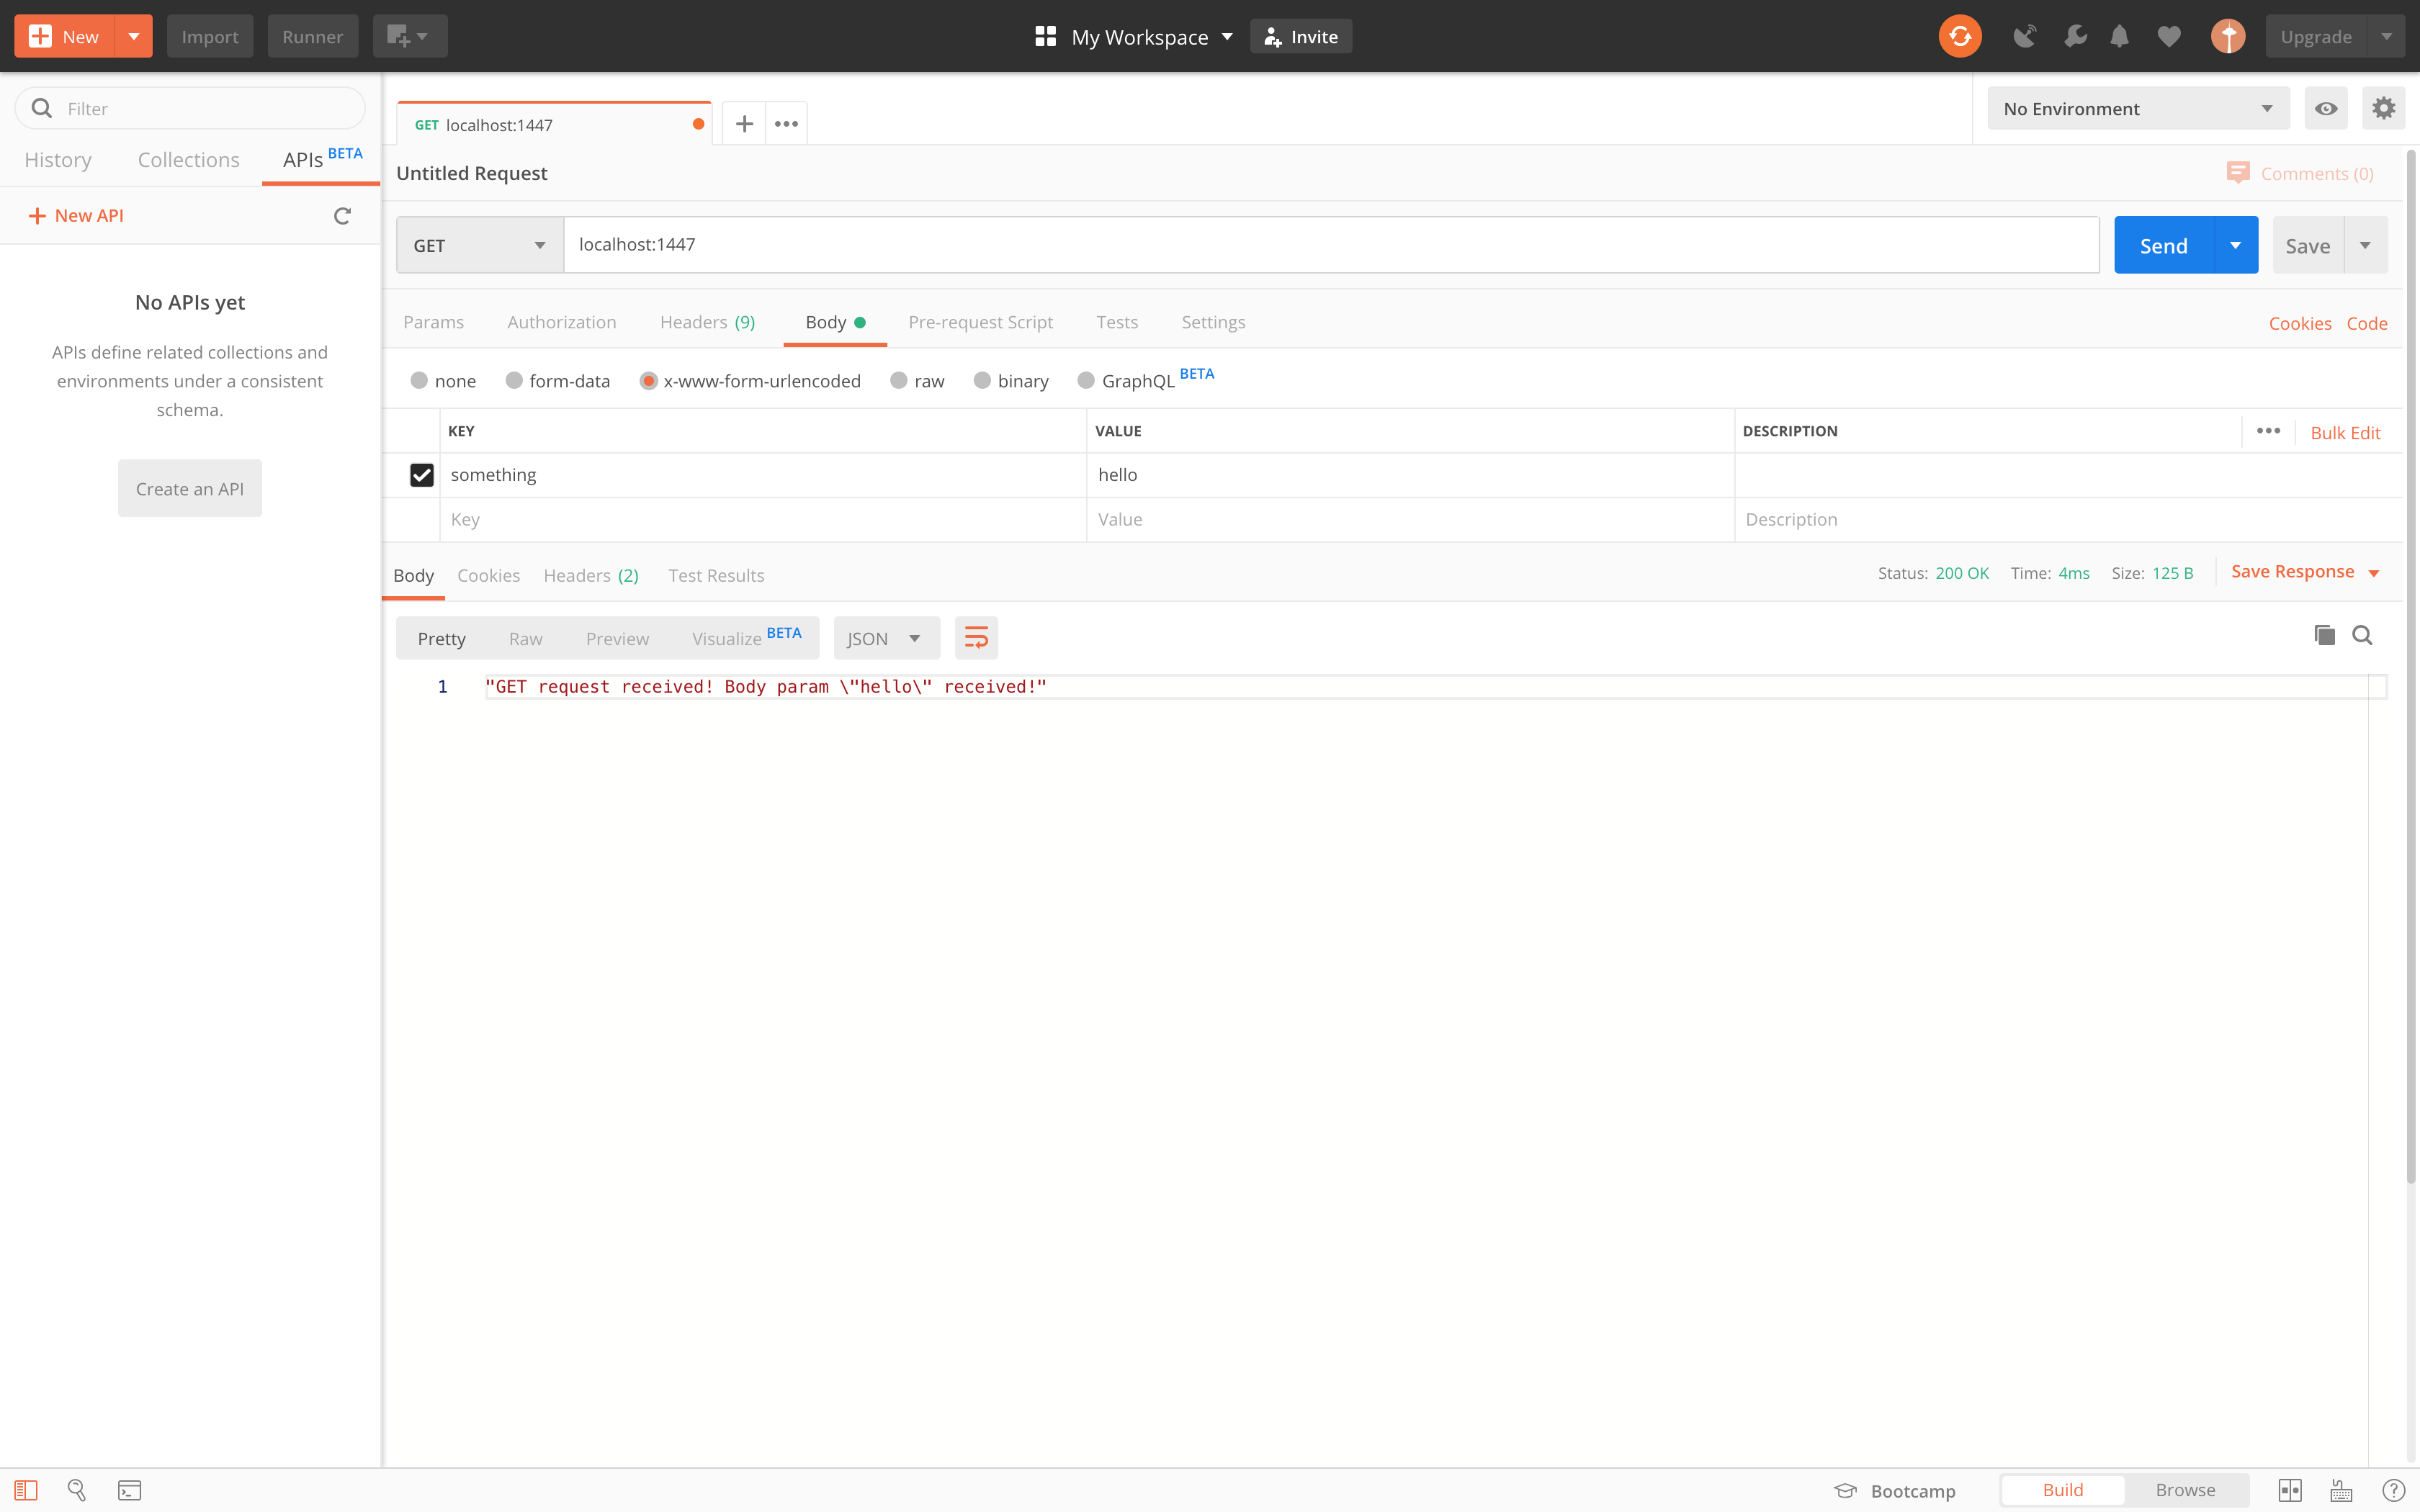 New Import Runner My Workspace Invite Upgrade
Filter
GET localhost:1447
No Environment
History Collections APIs BETA
Untitled Request
Comments (0)
New API
GET localhost:1447 Send Save
No APIs yet
APIs define related collections and
environments under a consistent
schema.
Create an API
Params Authorization Headers (9) Body Pre-request Script Tests Settings Cookies Code
none form-data x-www-form-urlencoded raw binary GraphQL BETA
KEY VALUE DESCRIPTION Bulk Edit
something hello
Key Value Description
Body Cookies Headers (2) Test Results Status: 200 OK Time: 4ms Size: 125 B Save Response
Pretty Raw Preview Visualize BETA JSON
1 "GET request received! Body param \"hello\" received!"
Bootcamp Build Browse